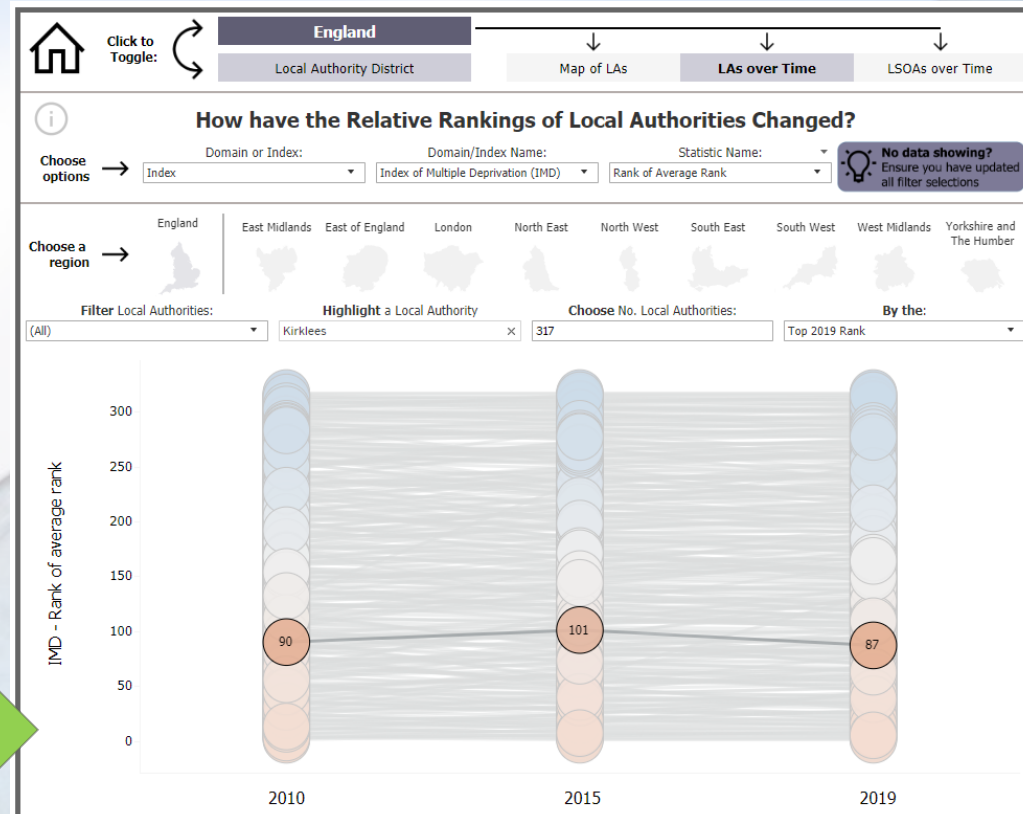 Click to
Toggle:
England
Local Authority District
Map of LAs
LAs over Time
LSOAs over Time
How have the Relative Rankings of Local Authorities Changed?
Choose
options
Domain or Index:
Index
Domain/Index Name:
Index of Multiple Deprivation (IMD)
Statistic Name:
Rank of Average Rank
No data showing?
Ensure you have updated
all filter selections
Choose a
region
England
East Midlands
East of England
London
North East
North West
South East
South West
West Midlands
Yorkshire and
The Humber
Filter Local Authorities:
(All)
Highlight a Local Authority
Kirklees
Choose No. Local Authorities:
317
By the:
Top 2019 Rank
IMD - Rank of average rank
300
250
200
150
100
50
0
90
101
87
2010
2015
2019